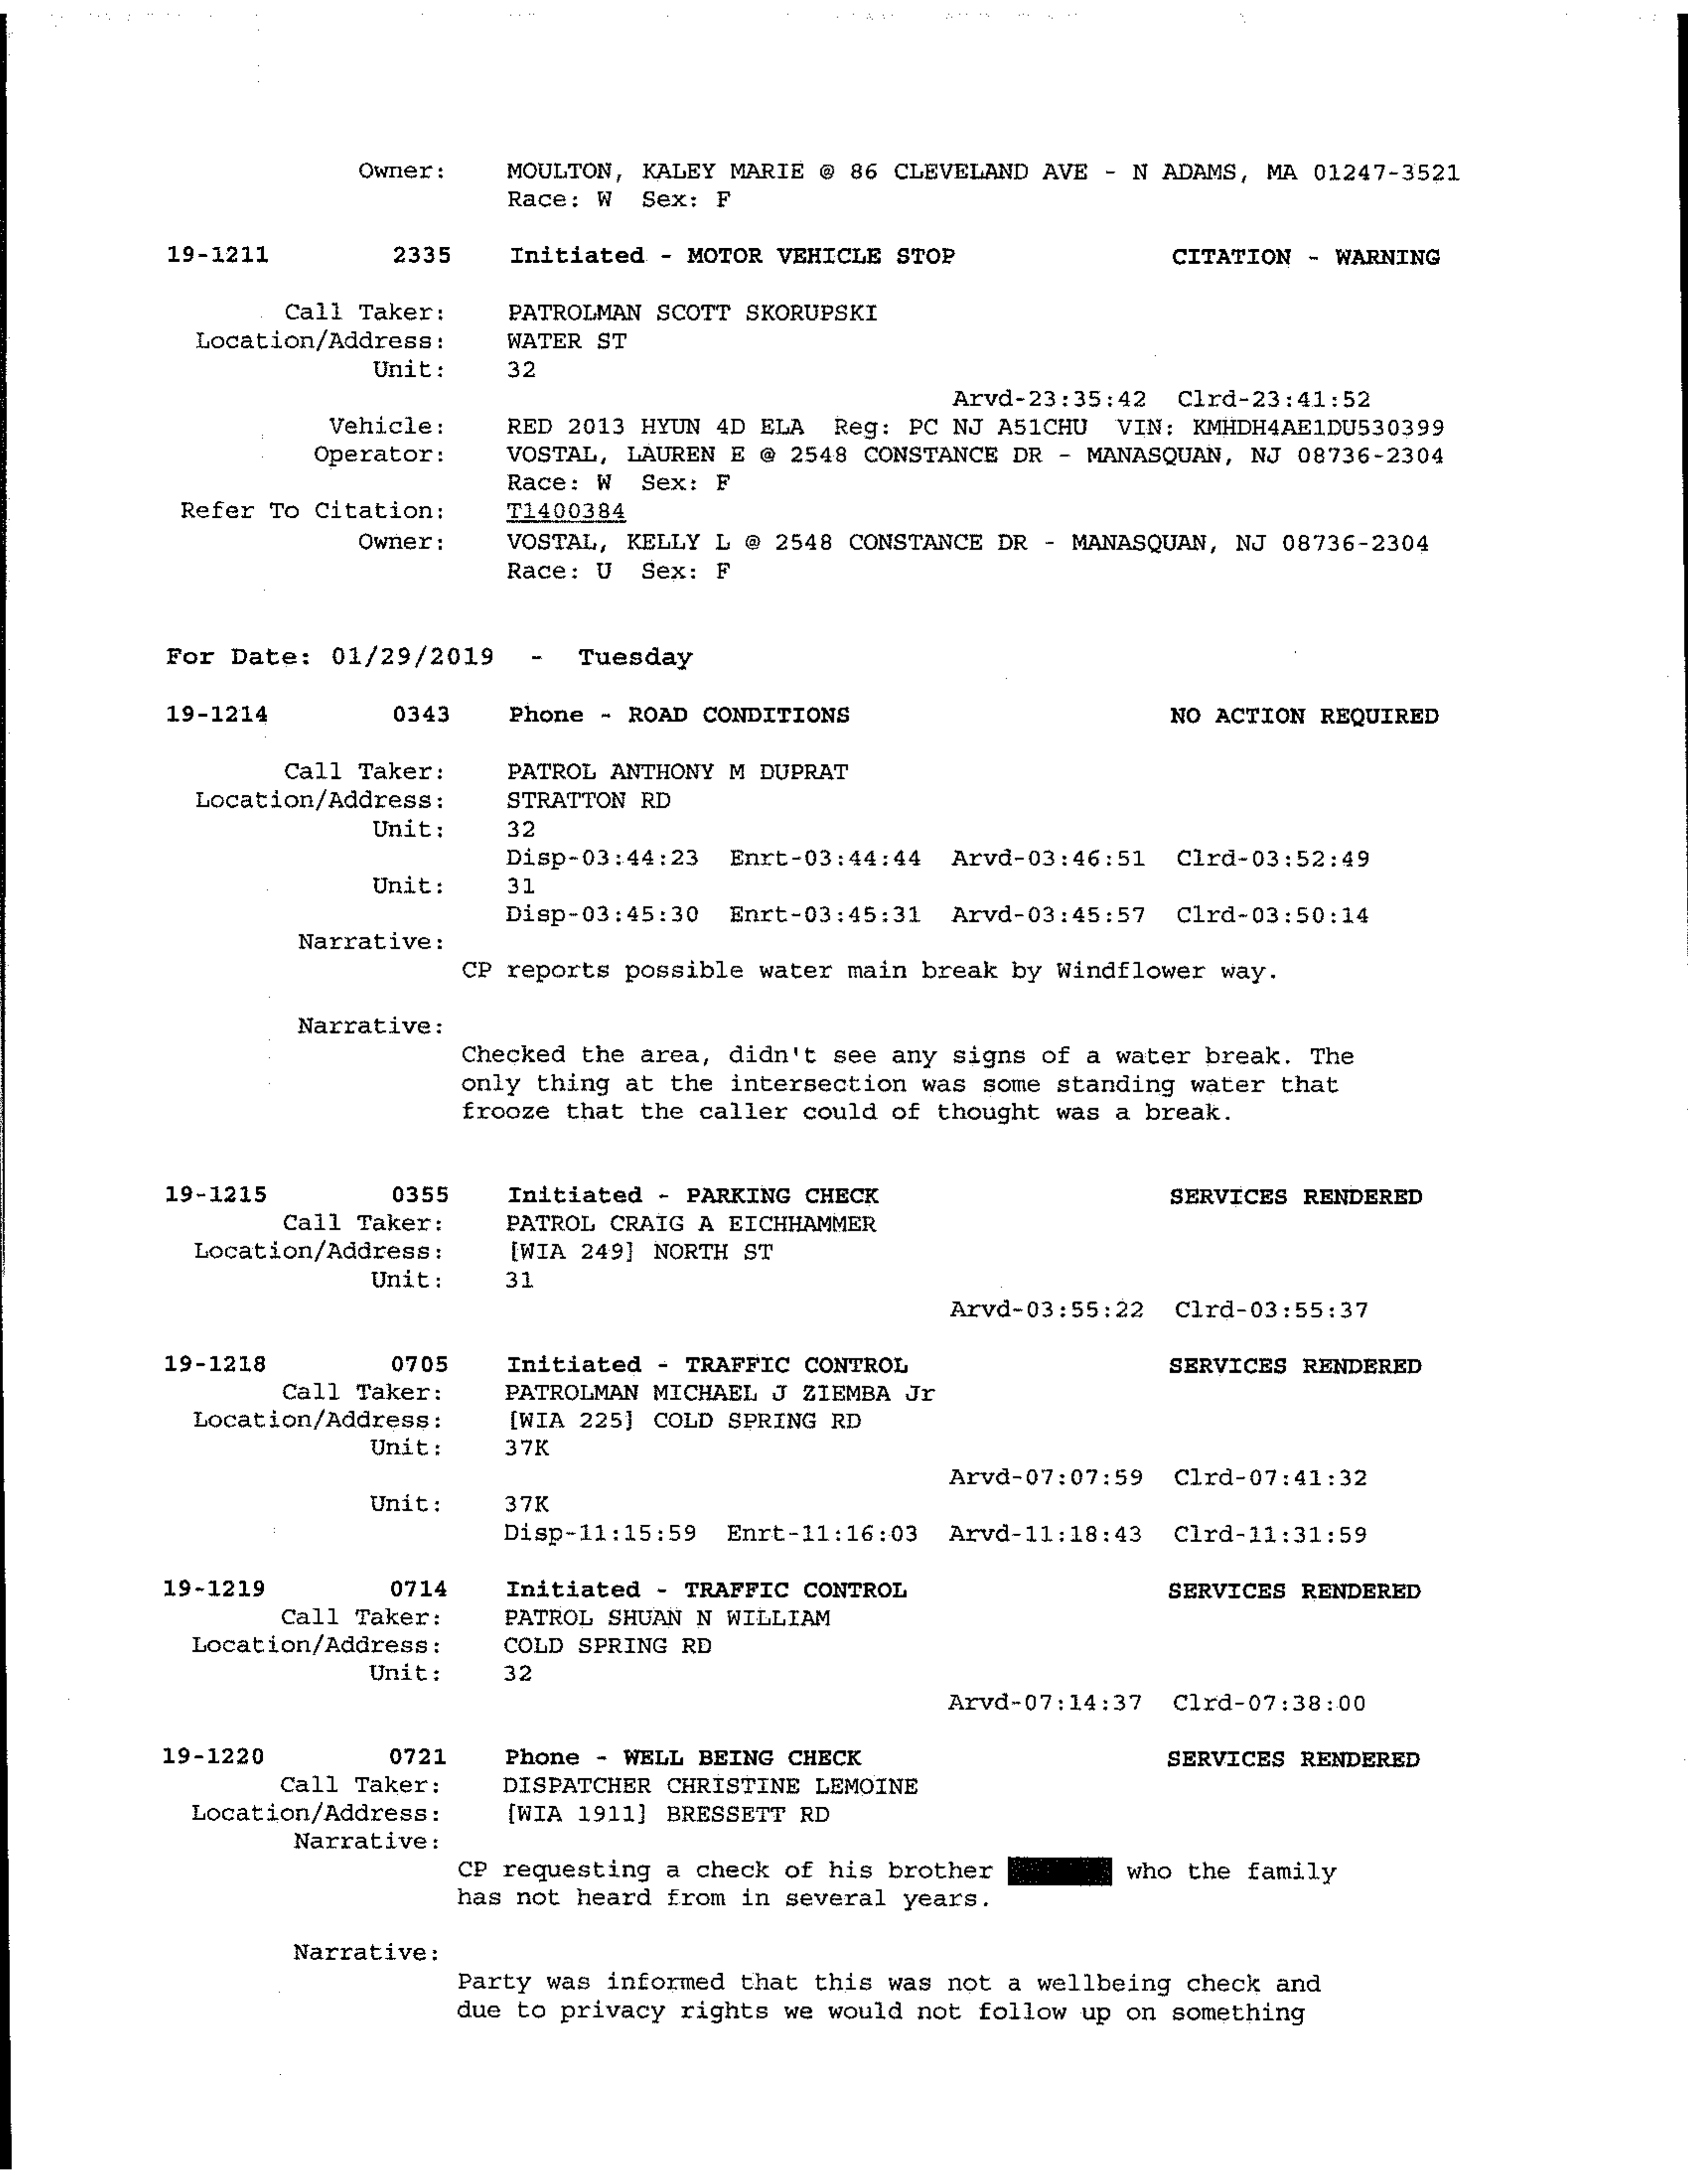 Owner: MOULTON, KALEY MARIE @ 86 CLEVELAND AVE - N ADAMS, MA 01247-3521
Race: W Sex: F
19-1211 2335 Initiated - MOTOR VEHICLE STOP CITATION - WARNING
Call Taker: PATROLMAN SCOTT SKORUPSKI
Location/Address: WATER ST
Unit: 32
Arvd-23:35:42 Clrd-23:41:52
Vehicle: RED 2013 HYUN 4D ELA Reg: PC NJ A51CHU VIN: KMHDH4AE1DU530399
Operator: VOSTAL, LAUREN E @ 2548 CONSTANCE DR - MANASQUAN, NJ 08736-2304
Race: W Sex: F
Refer To Citation: T1400384
Owner: VOSTAL, KELLY L @ 2548 CONSTANCE DR - MANASQUAN, NJ 08736-2304
Race: U Sex: F
For Date: 01/29/2019 - Tuesday
19-1214 0343 Phone - ROAD CONDITIONS NO ACTION REQUIRED
Call Taker: PATROL ANTHONY M DUPRAT
Location/Address: STRATTON RD
Unit: 32
Disp-03:44:23 Enrt-03:44:44 Arvd-03:46:51 Clrd-03:52:49
Unit: 31
Disp-03:45:30 Enrt-03:45:31 Arvd-03:45:57 Clrd-03:50:14
Narrative:
CP reports possible water main break by Windflower way.
Narrative:
Checked the area, didn't see any signs of a water break. The
only thing at the intersection was some standing water that
frooze that the caller could of thought was a break.
19-1215 0355 Initiated - PARKING CHECK SERVICES RENDERED
Call Taker: PATROL CRAIG A EICHHAMMER
Location/Address: [WIA 249] NORTH ST
Unit: 31
Arvd-03:55:22 Clrd-03:55:37
19-1218 0705 Initiated - TRAFFIC CONTROL SERVICES RENDERED
Call Taker: PATROLMAN MICHAEL J ZIEMBA Jr
Location/Address: [WIA 225] COLD SPRING RD
Unit: 37K
Arvd-07:07:59 Clrd-07:41:32
Unit: 37K
Disp-11:15:59 Enrt-11:16:03 Arvd-11:18:43 Clrd-11:31:59
19-1219 0714 Initiated - TRAFFIC CONTROL SERVICES RENDERED
Call Taker: PATROL SHUAN N WILLIAM
Location/Address: COLD SPRING RD
Unit: 32
Arvd-07:14:37 Clrd-07:38:00
19-1220 0721 Phone - WELL BEING CHECK SERVICES RENDERED
Call Taker: DISPATCHER CHRISTINE LEMOINE
Location/Address: [WIA 1911] BRESSETT RD
Narrative:
CP requesting a check of his brother who the family
has not heard from in several years.
Narrative:
Party was informed that this was not a wellbeing check and
due to privacy rights we would not follow up on something